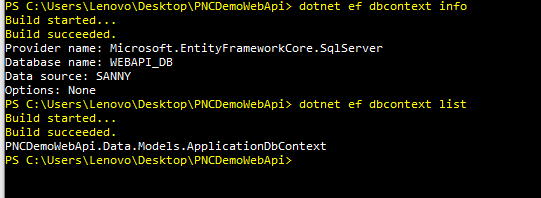 PS C:\Users\Lenovo\Desktop\PNCDemoWebApi> dotnet ef dbcontext info
Build started...
Build succeeded.
Provider name: Microsoft.EntityFrameworkCore.SqlServer
Database name: WEBAPI_DB
Data source: SANNY
Options: None
PS C:\Users\Lenovo\Desktop\PNCDemoWebApi> dotnet ef dbcontext list
Build started...
Build succeeded.
PNCDemoWebApi.Data.Models.ApplicationDbContext
PS C:\Users\Lenovo\Desktop\PNCDemoWebApi>